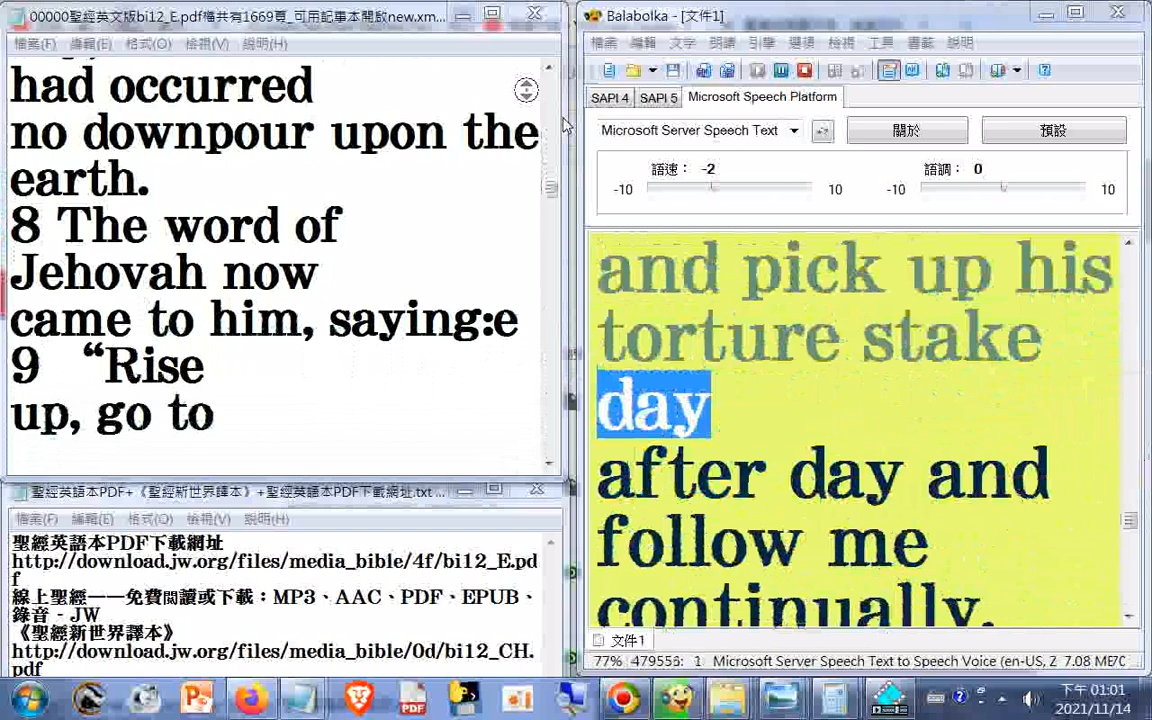 00000聖經英文版bi12_E.pdf檔共有1669頁_可用記事本開啟new.xm...
檔案(F) 編輯(E) 格式(O) 檢視(V) 說明(H)
had occurred
no downpour upon the
earth.
8 The word of
Jehovah now
came to him, saying:e
9 “Rise
up, go to
聖經英語本PDF+《聖經新世界譯本》+聖經英語本PDF下載網址.txt ...
檔案(F) 編輯(E) 格式(O) 檢視(V) 說明(H)
聖經英語本PDF下載網址
http://download.jw.org/files/media_bible/4f/bi12_E.pd
f
線上聖經——免費閱讀或下載：MP3、AAC、PDF、EPUB、
錄音 - JW
《聖經新世界譯本》
http://download.jw.org/files/media_bible/0d/bi12_CH.
pdf
Balabolka - [文件1]
檔案 編輯 文字 朗讀 引擎 選項 檢視 工具 書籤 說明
SAPI 4 SAPI 5 Microsoft Speech Platform
Microsoft Server Speech Text 關於 預設
語速： -2 語調： 0
-10 10 -10 10
and pick up his
torture stake
day
after day and
follow me
continually.
文件1
77% 479556: 1 Microsoft Server Speech Text to Speech Voice (en-US, Z 7.08 ME
下午 01:01
2021/11/14